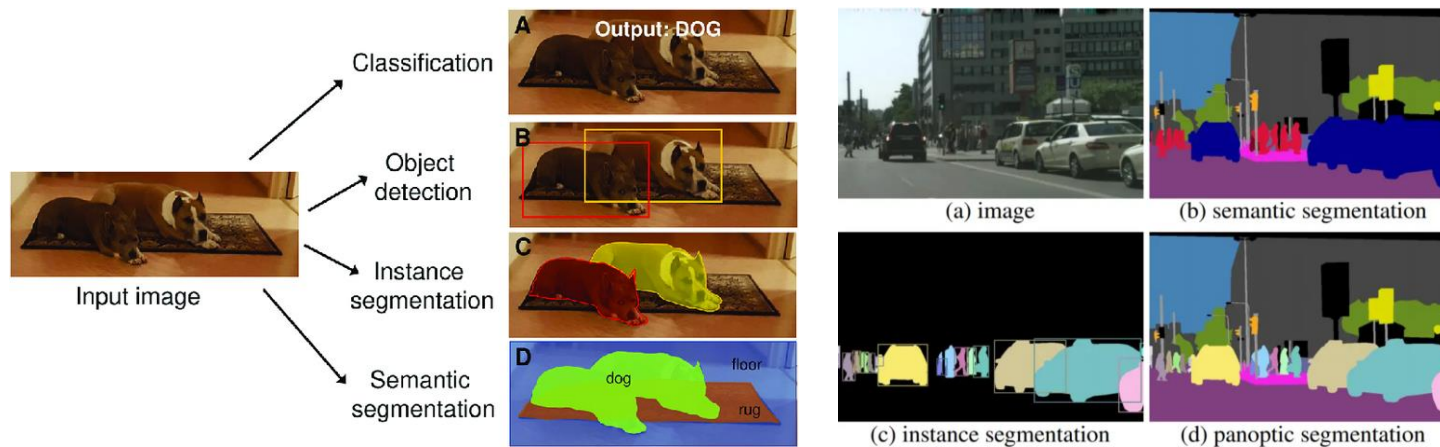 Input image
Classification
Object
detection
Instance
segmentation
Semantic
segmentation
A
Output: DOG
B
C
D
dog
floor
rug
(a) image
(b) semantic segmentation
(c) instance segmentation
(d) panoptic segmentation